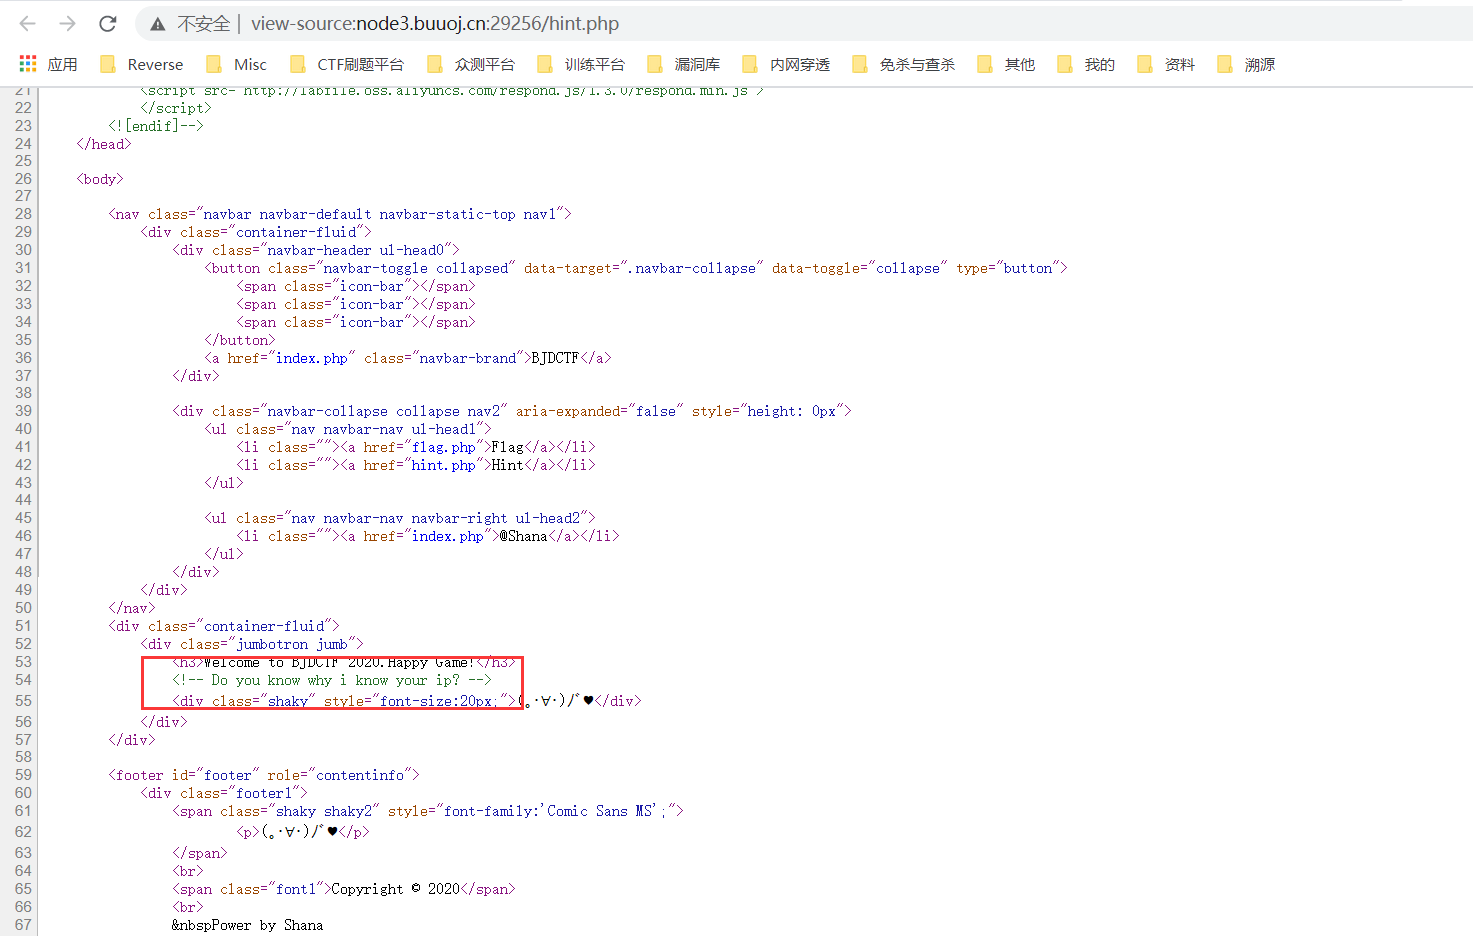 不安全 | view-source:node3.buuoj.cn:29256/hint.php
应用 Reverse Misc CTF刷题平台 众测平台 训练平台 漏洞库 内网穿透 免杀与查杀 其他 我的 资料 溯源
21 <script src="http://labfile.oss.aliyuncs.com/respond.js/1.3.0/respond.min.js">
22 </script>
23 <![endif]-->
24 </head>
25
26 <body>
27
28 <nav class="navbar navbar-default navbar-static-top nav1">
29 <div class="container-fluid">
30 <div class="navbar-header ul-head0">
31 <button class="navbar-toggle collapsed" data-target=".navbar-collapse" data-toggle="collapse" type="button">
32 <span class="icon-bar"></span>
33 <span class="icon-bar"></span>
34 <span class="icon-bar"></span>
35 </button>
36 <a href="index.php" class="navbar-brand">BJDCTF</a>
37 </div>
38
39 <div class="navbar-collapse collapse nav2" aria-expanded="false" style="height: 0px">
40 <ul class="nav navbar-nav ul-head1">
41 <li class=""><a href="flag.php">Flag</a></li>
42 <li class=""><a href="hint.php">Hint</a></li>
43 </ul>
44
45 <ul class="nav navbar-nav navbar-right ul-head2">
46 <li class=""><a href="index.php">@Shana</a></li>
47 </ul>
48 </div>
49 </div>
50 </nav>
51 <div class="container-fluid">
52 <div class="jumbotron jumb">
53 <h3>Welcome to BJDCTF 2020.Happy Game!</h3>
54 <!-- Do you know why i know your ip? -->
55 <div class="shaky" style="font-size:20px;">(｡･∀･)ﾉﾞ♥</div>
56 </div>
57 </div>
58
59 <footer id="footer" role="contentinfo">
60 <div class="footer1">
61 <span class="shaky shaky2" style="font-family:'Comic Sans MS';">
62 <p>(｡･∀･)ﾉﾞ♥</p>
63 </span>
64 <br>
65 <span class="font1">Copyright © 2020</span>
66 <br>
67 &nbspPower by Shana